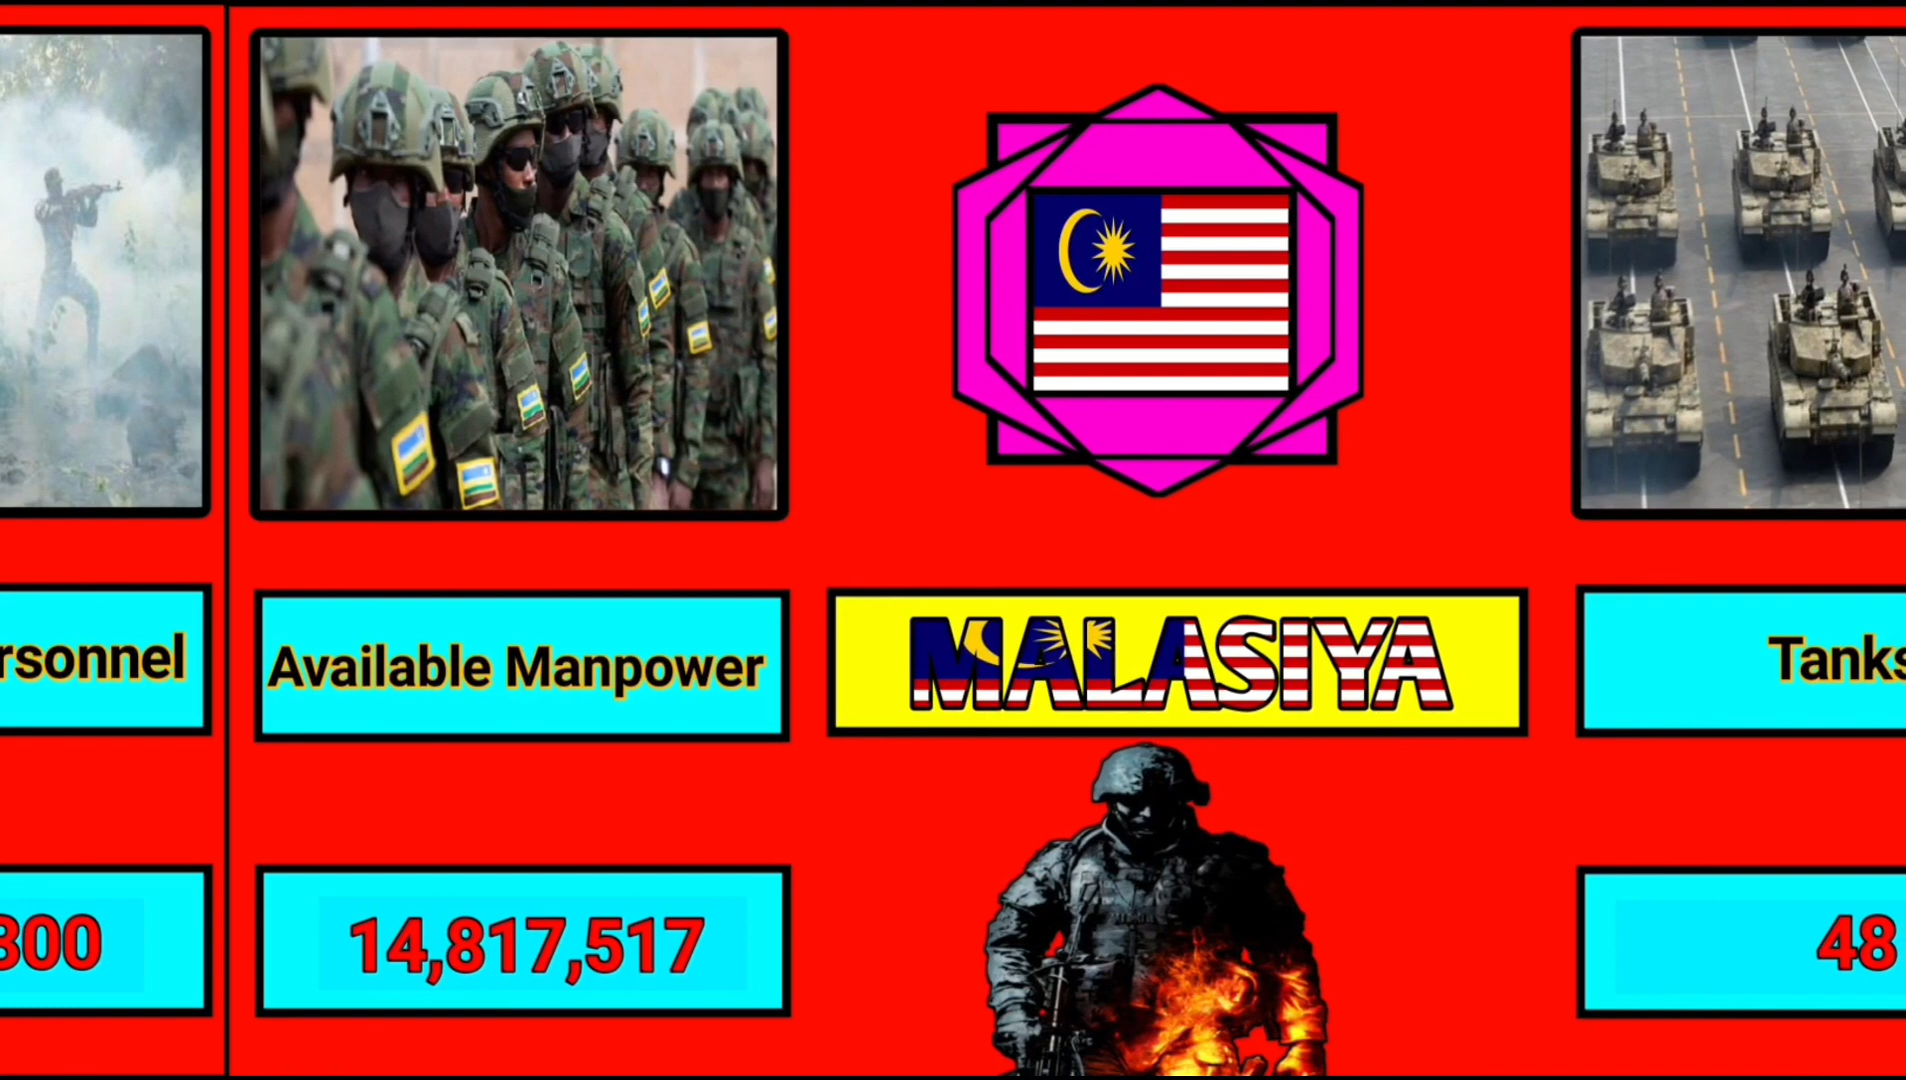 rsonnel
Available Manpower
MALASIYA
Tanks
300
14,817,517
48